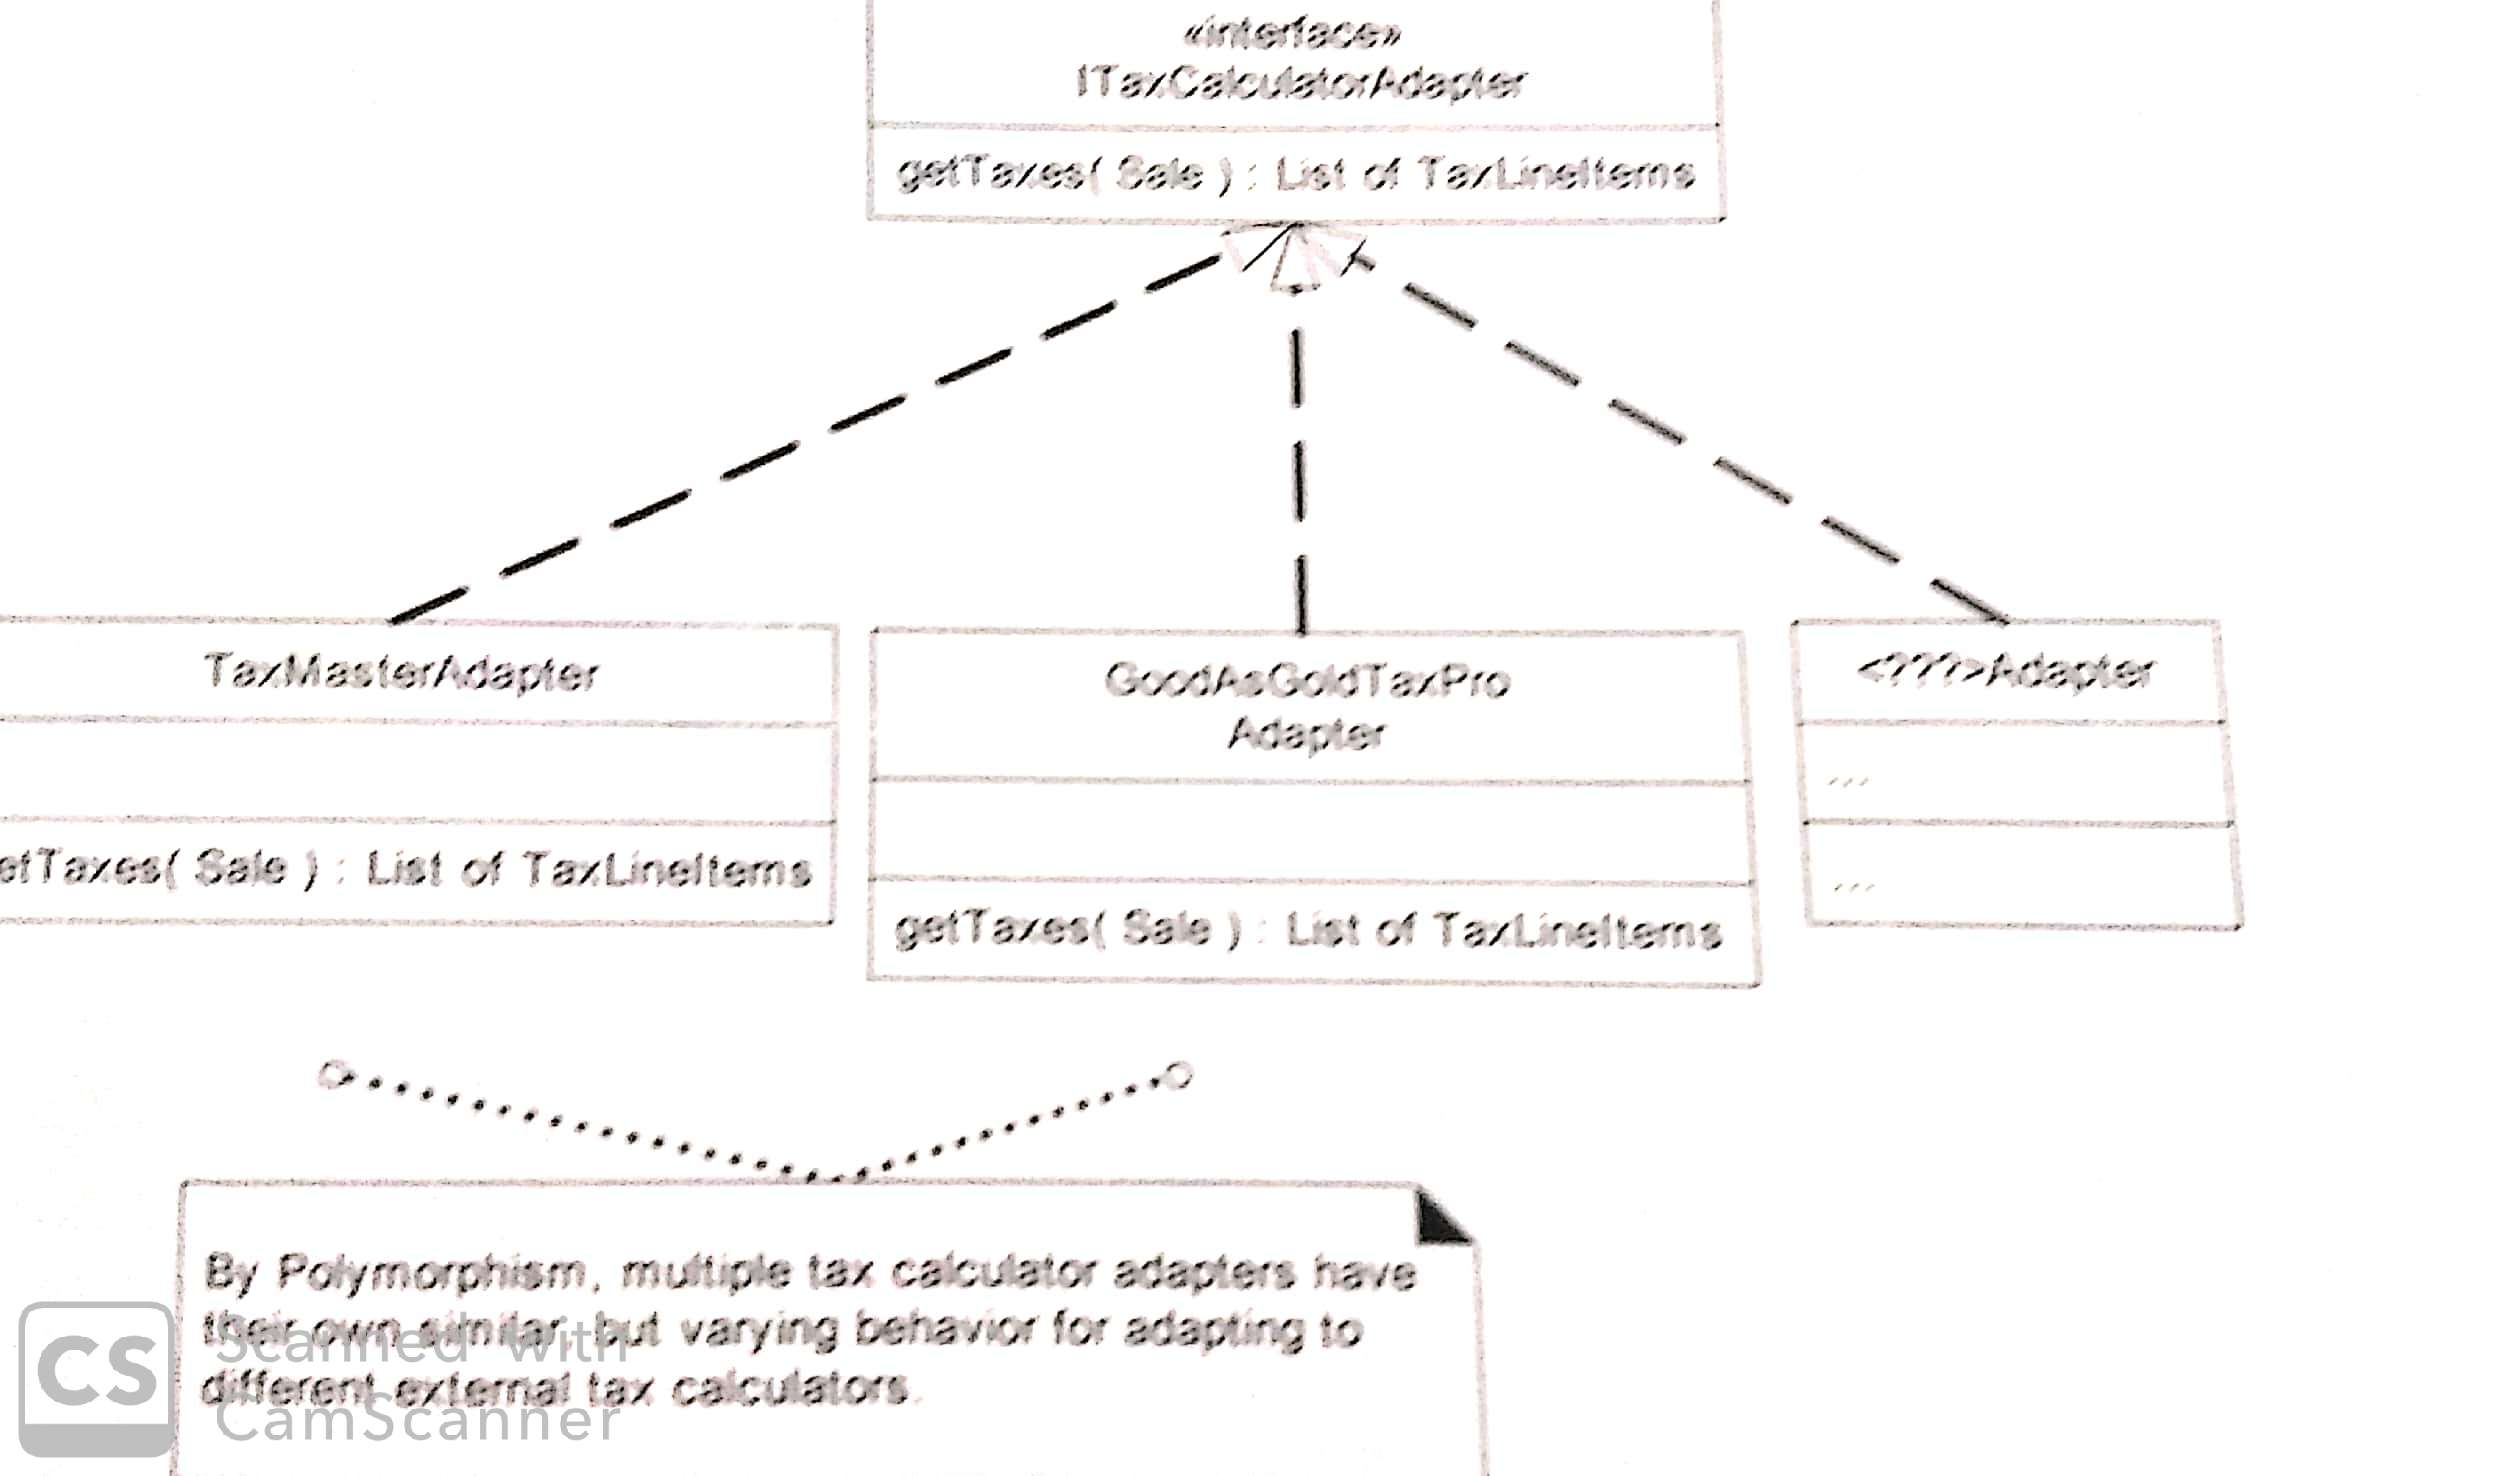 «interface»
ITaxCalculatorAdapter
getTaxes( Sale ) : List of TaxLineItems
TaxMasterAdapter
etTaxes( Sale ) : List of TaxLineItems
GoodAsGoldTaxPro
Adapter
getTaxes( Sale ) : List of TaxLineItems
<???>Adapter
...
...
By Polymorphism, multiple tax calculator adapters have
their own similar, but varying behavior for adapting to
different external tax calculators.
CS
Scanned with
CamScanner